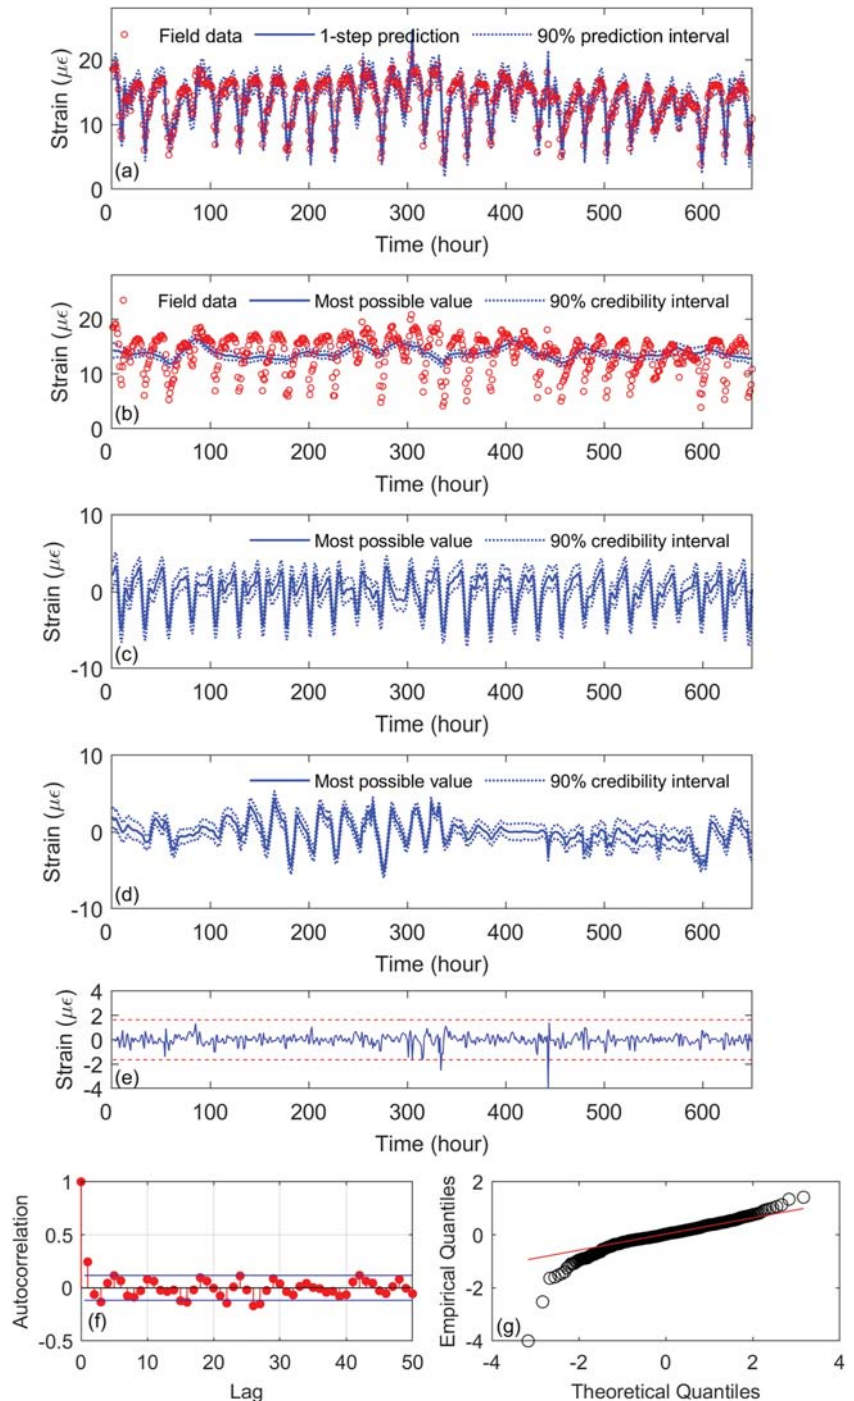 Field data 1-step prediction 90% prediction interval
20
10
0
Strain (με)
(a)
0 100 200 300 400 500 600
Time (hour)
Field data Most possible value 90% credibility interval
20
10
0
Strain (με)
(b)
0 100 200 300 400 500 600
Time (hour)
Most possible value 90% credibility interval
10
0
-10
Strain (με)
(c)
0 100 200 300 400 500 600
Time (hour)
Most possible value 90% credibility interval
10
0
-10
Strain (με)
(d)
0 100 200 300 400 500 600
Time (hour)
4
2
0
-2
-4
Strain (με)
(e)
0 100 200 300 400 500 600
Time (hour)
1
0.5
0
-0.5
Autocorrelation
(f)
0 10 20 30 40 50
Lag
2
0
-2
-4
Empirical Quantiles
(g)
-4 -2 0 2 4
Theoretical Quantiles